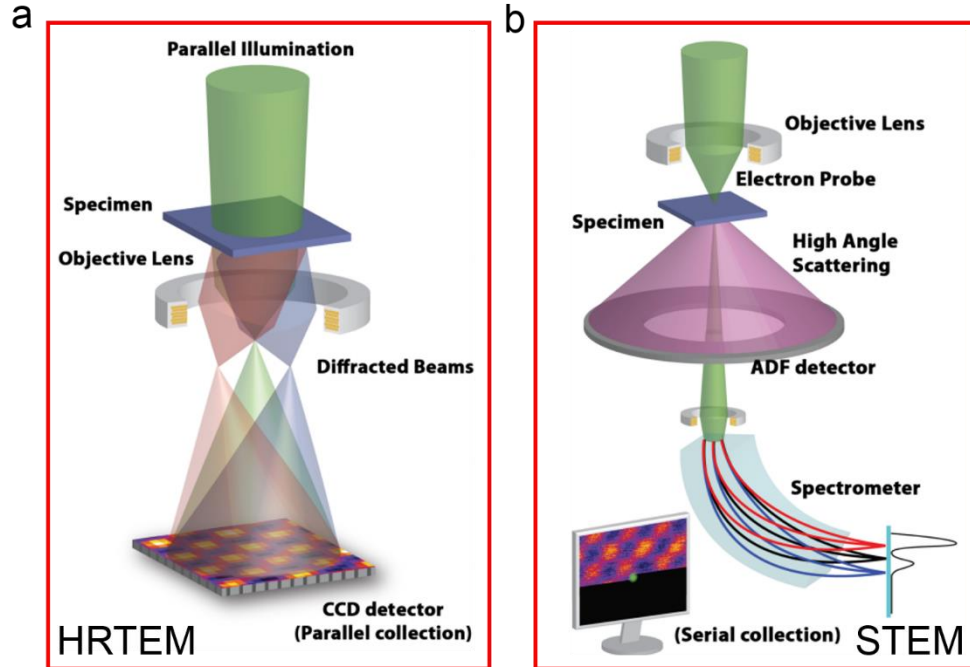 a
Parallel Illumination
Specimen
Objective Lens
Diffracted Beams
CCD detector
(Parallel collection)
HRTEM
b
Objective Lens
Electron Probe
Specimen
High Angle
Scattering
ADF detector
Spectrometer
(Serial collection)
STEM